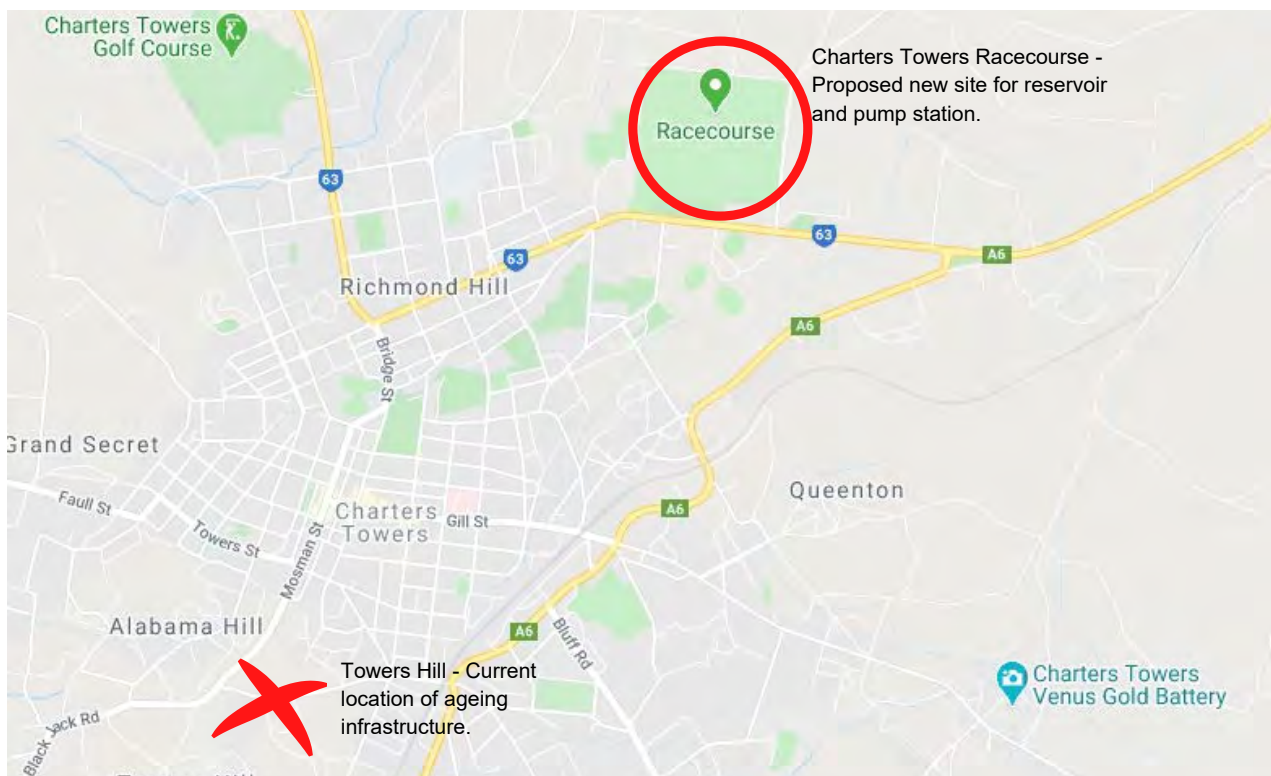 Charters Towers
Golf Course
Charters Towers Racecourse -
Proposed new site for reservoir
and pump station.
Racecourse
63
63
63
A6
Richmond Hill
A6
Bridge St
Grand Secret
Queenton
Faull St
Charters
Towers
Gill St
A6
Towers St
Mosman St
Alabama Hill
A6
Bluff Rd
Towers Hill - Current
location of ageing
infrastructure.
Charters Towers
Venus Gold Battery
Black Jack Rd